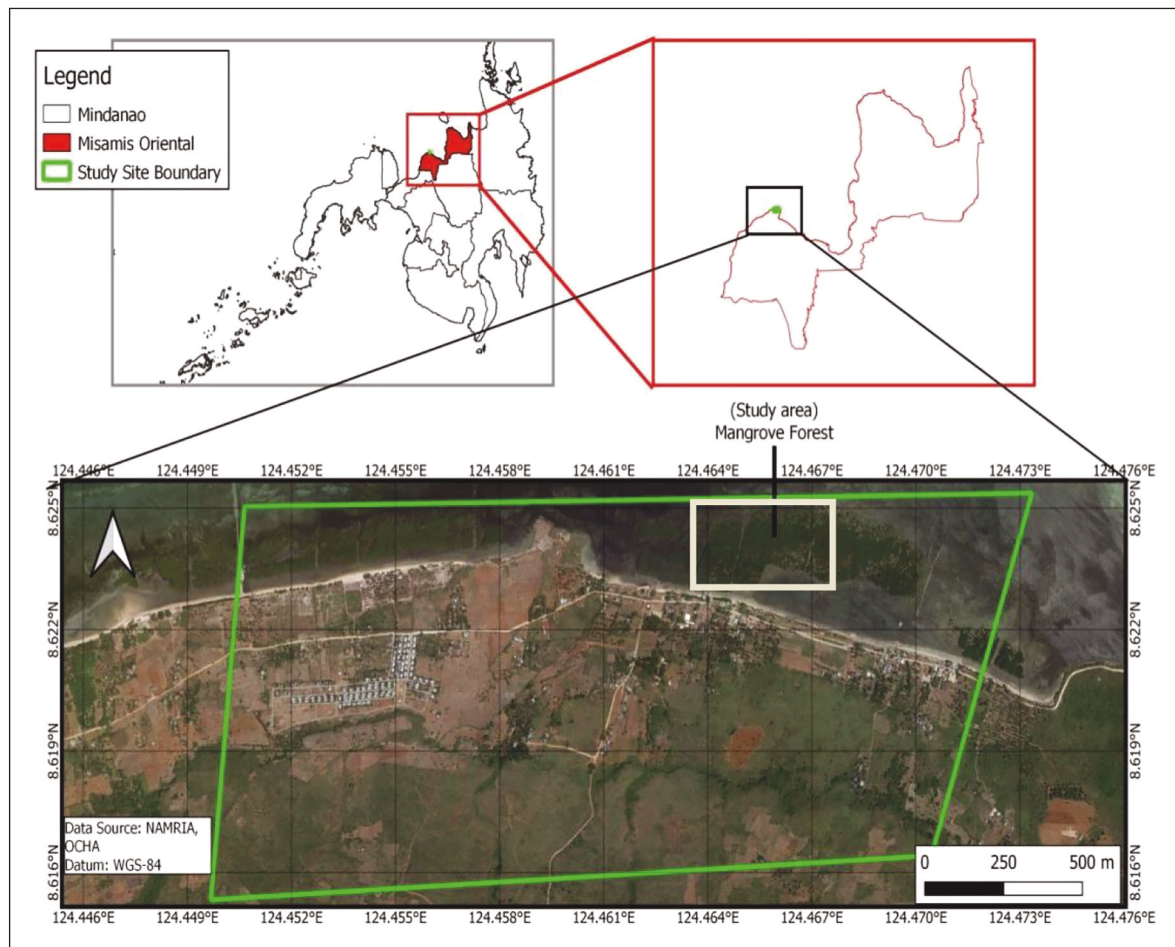 Legend
Mindanao
Misamis Oriental
Study Site Boundary
(Study area)
Mangrove Forest
124.446°E 124.449°E 124.452°E 124.455°E 124.458°E 124.461°E 124.464°E 124.467°E 124.470°E 124.473°E 124.476°E
8.625°N 8.625°N
8.622°N 8.622°N
8.619°N 8.619°N
8.616°N 8.616°N
Data Source: NAMRIA,
OCHA
Datum: WGS-84
0 250 500 m
124.446°E 124.449°E 124.452°E 124.455°E 124.458°E 124.461°E 124.464°E 124.467°E 124.470°E 124.473°E 124.476°E